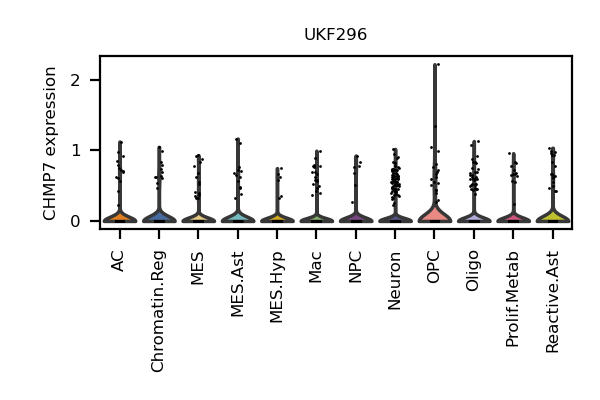 UKF296
CHMP7 expression
2
1
0
AC
Chromatin.Reg
MES
MES.Ast
MES.Hyp
Mac
NPC
Neuron
OPC
Oligo
Prolif.Metab
Reactive.Ast